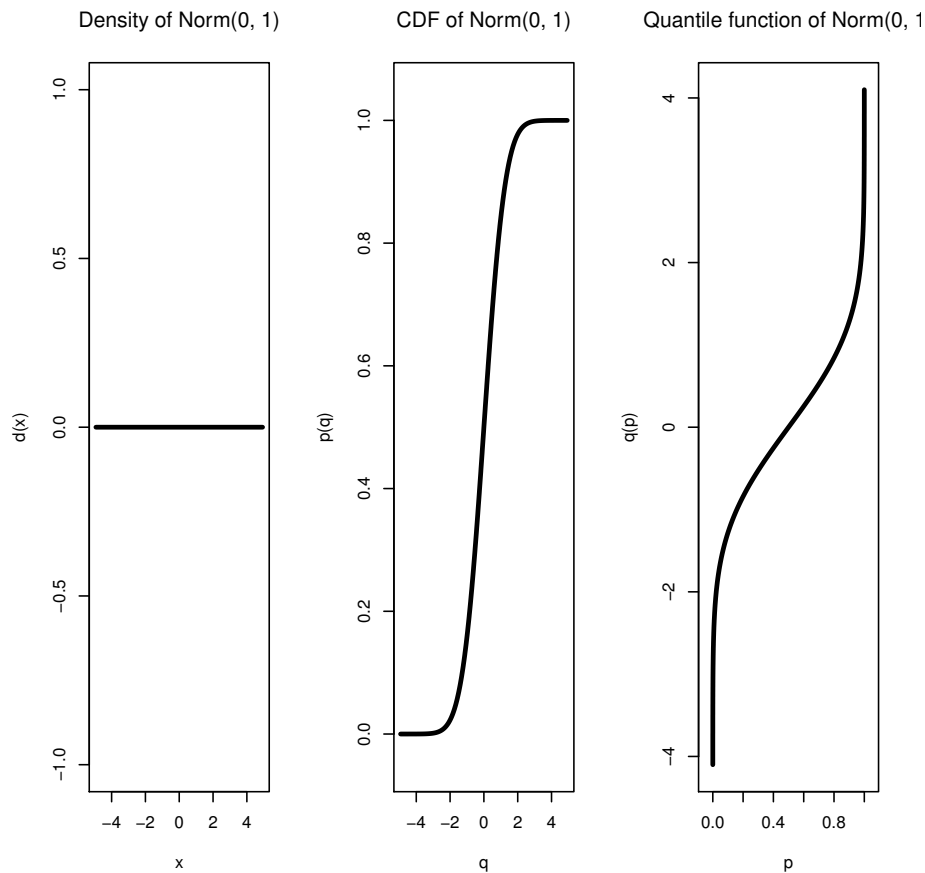 Density of Norm(0, 1)
1.0
0.5
0.0
−0.5
−1.0
d(x)
−4 −2 0 2 4
x
CDF of Norm(0, 1)
1.0
0.8
0.6
0.4
0.2
0.0
p(q)
−4 −2 0 2 4
q
Quantile function of Norm(0, 1
4
2
0
−2
−4
q(p)
0.0 0.4 0.8
p